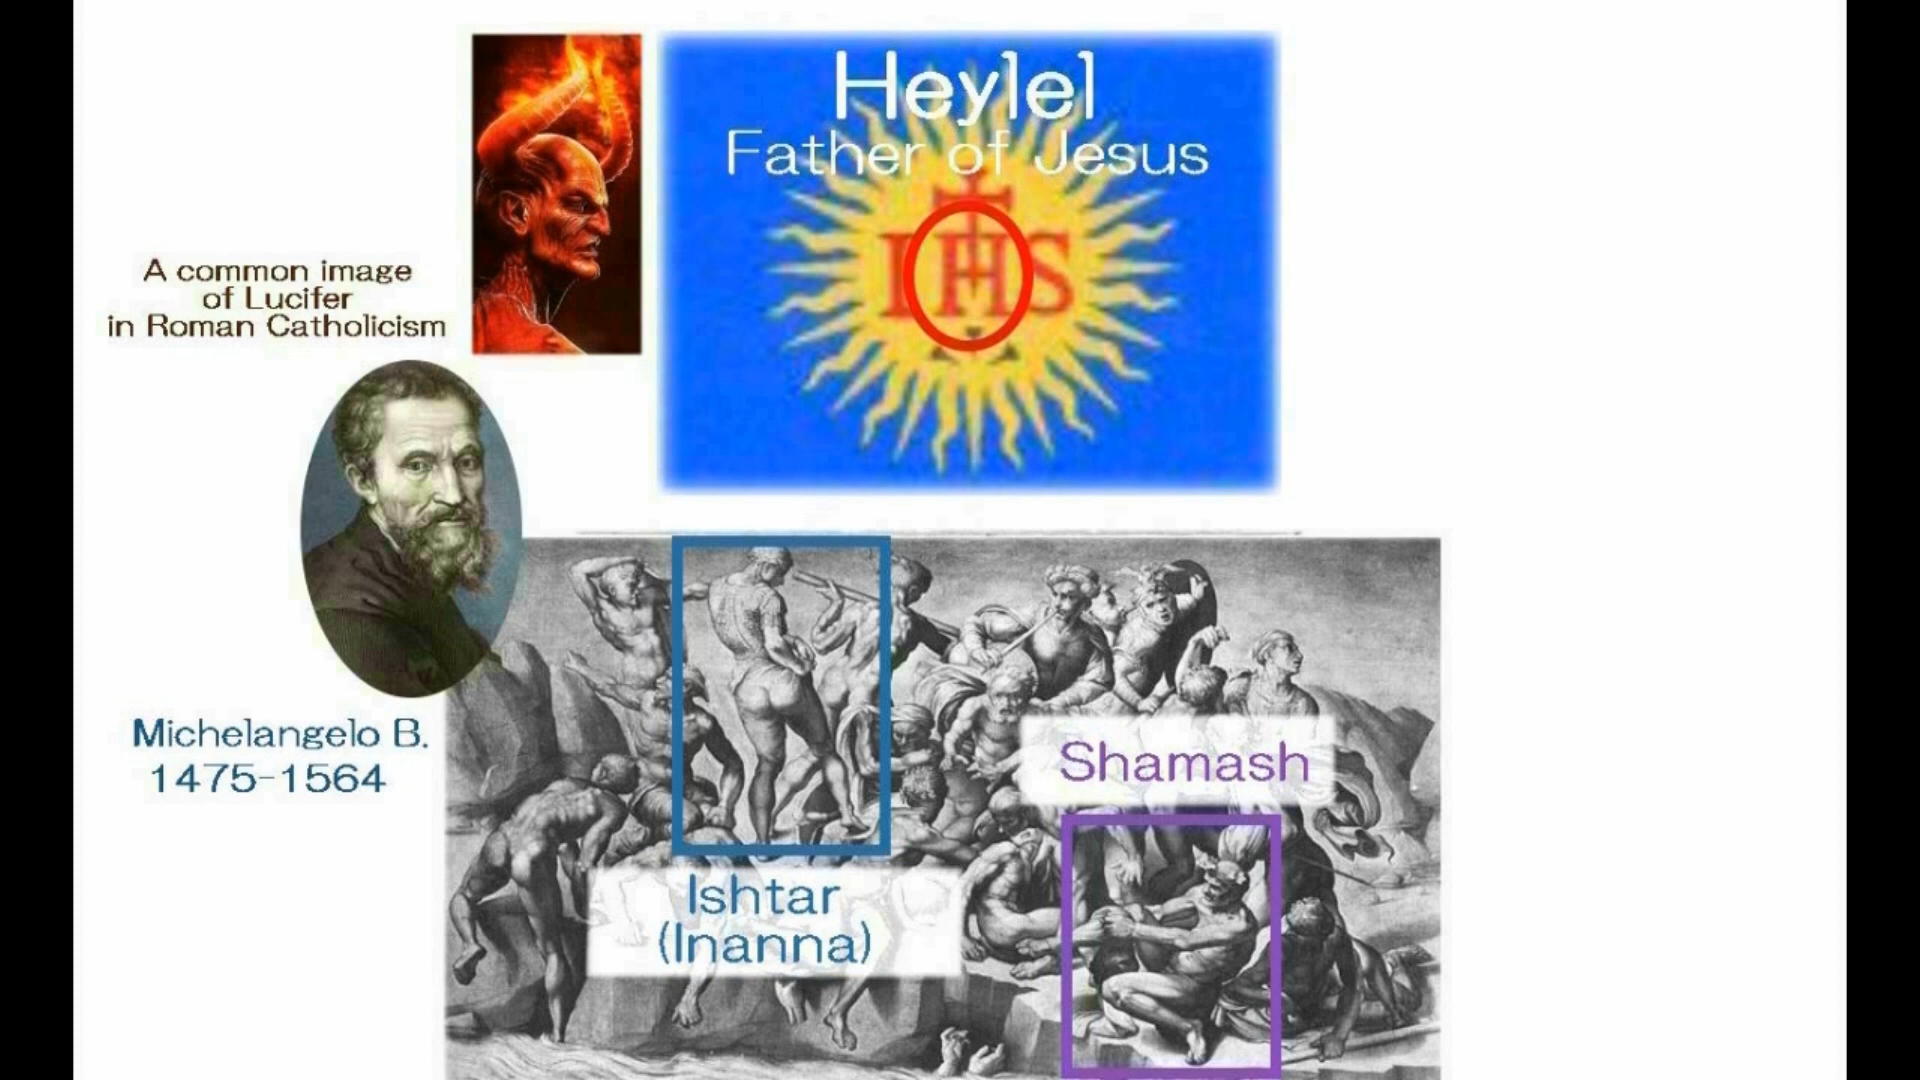 Heylel
Father of Jesus
IHS
A common image
of Lucifer
in Roman Catholicism
Michelangelo B.
1475-1564
Shamash
Ishtar
(Inanna)